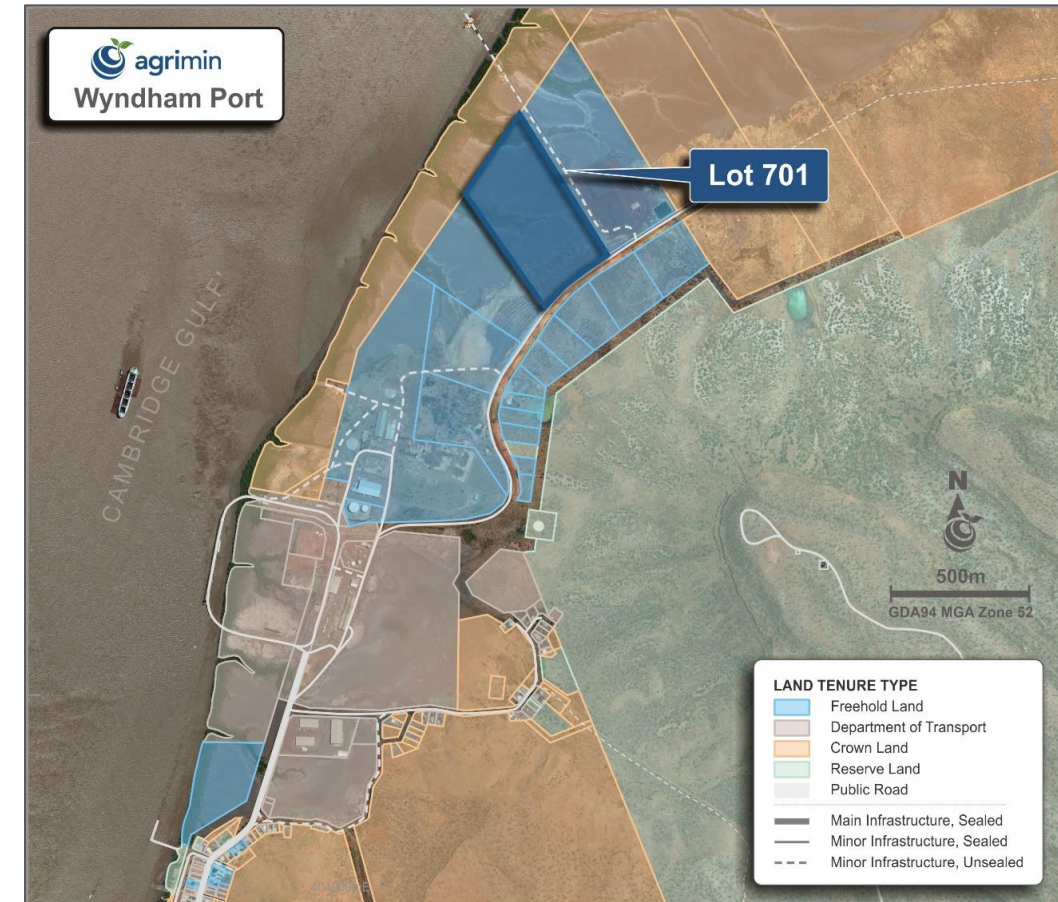 agrimin
Wyndham Port
Lot 701
CAMBRIDGE GULF
N
500m
GDA94 MGA Zone 52
LAND TENURE TYPE
Freehold Land
Department of Transport
Crown Land
Reserve Land
Public Road
Main Infrastructure, Sealed
Minor Infrastructure, Sealed
Minor Infrastructure, Unsealed